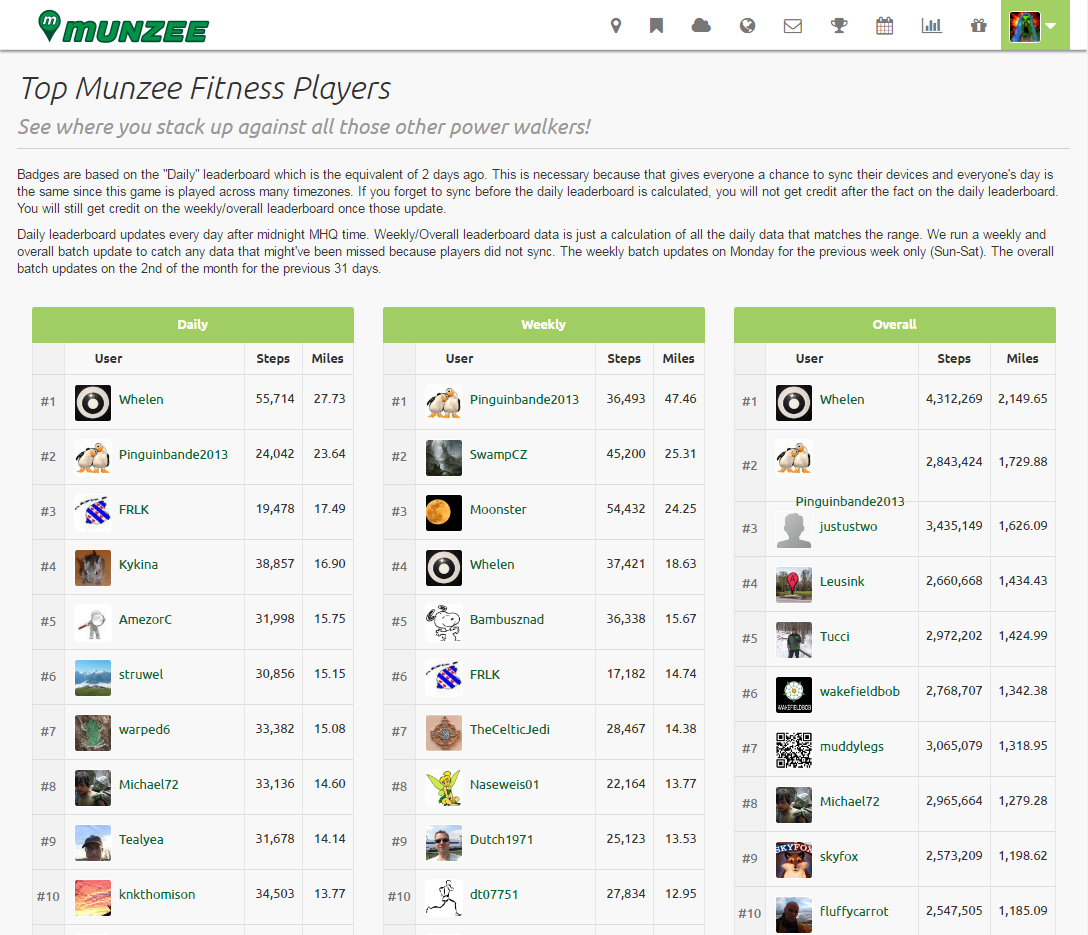 m MUNZEE
Top Munzee Fitness Players
See where you stack up against all those other power walkers!
Badges are based on the "Daily" leaderboard which is the equivalent of 2 days ago. This is necessary because that gives everyone a chance to sync their devices and everyone's day is
the same since this game is played across many timezones. If you forget to sync before the daily leaderboard is calculated, you will not get credit after the fact on the daily leaderboard.
You will still get credit on the weekly/overall leaderboard once those update.
Daily leaderboard updates every day after midnight MHQ time. Weekly/Overall leaderboard data is just a calculation of all the daily data that matches the range. We run a weekly and
overall batch update to catch any data that might've been missed because players did not sync. The weekly batch updates on Monday for the previous week only (Sun-Sat). The overall
batch updates on the 2nd of the month for the previous 31 days.
Daily
User Steps Miles
#1 Whelen 55,714 27.73
#2 Pinguinbande2013 24,042 23.64
#3 FRLK 19,478 17.49
#4 Kykina 38,857 16.90
#5 AmezorC 31,998 15.75
#6 struwel 30,856 15.15
#7 warped6 33,382 15.08
#8 Michael72 33,136 14.60
#9 Tealyea 31,678 14.14
#10 knkthomison 34,503 13.77
Weekly
User Steps Miles
#1 Pinguinbande2013 36,493 47.46
#2 SwampCZ 45,200 25.31
#3 Moonster 54,432 24.25
#4 Whelen 37,421 18.63
#5 Bambusznad 36,338 15.67
#6 FRLK 17,182 14.74
#7 TheCelticJedi 28,467 14.38
#8 Naseweis01 22,164 13.77
#9 Dutch1971 25,123 13.53
#10 dt07751 27,834 12.95
Overall
User Steps Miles
#1 Whelen 4,312,269 2,149.65
#2 Pinguinbande2013 2,843,424 1,729.88
#3 justustwo 3,435,149 1,626.09
#4 A Leusink 2,660,668 1,434.43
#5 Tucci 2,972,202 1,424.99
#6 WAKEFIELDBOB wakefieldbob 2,768,707 1,342.38
#7 muddylegs 3,065,079 1,318.95
#8 Michael72 2,965,664 1,279.28
#9 SKYFOX skyfox 2,573,209 1,198.62
#10 fluffycarrot 2,547,505 1,185.09